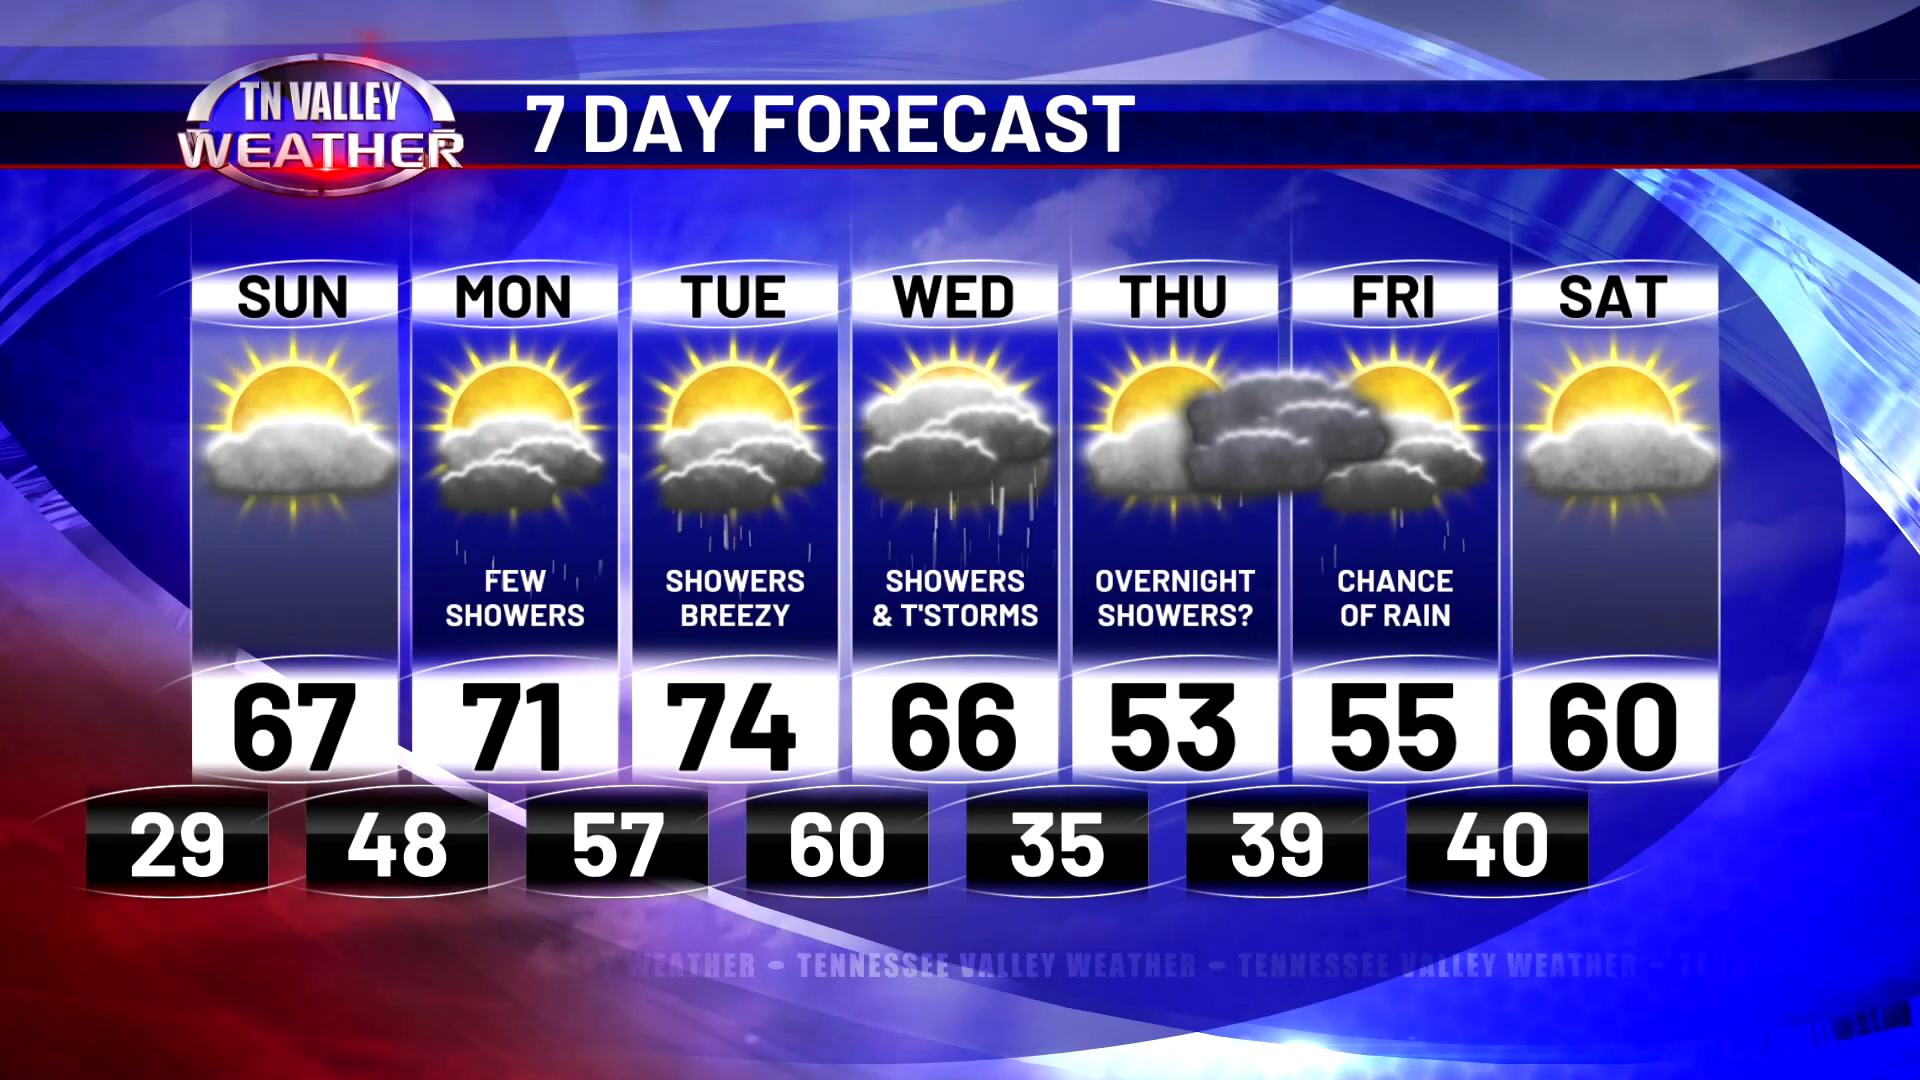 TN VALLEY
WEATHER
7 DAY FORECAST
SUN MON TUE WED THU FRI SAT
FEW
SHOWERS
SHOWERS
BREEZY
SHOWERS
& T'STORMS
OVERNIGHT
SHOWERS?
CHANCE
OF RAIN
67 71 74 66 53 55 60
29 48 57 60 35 39 40
WEATHER - TENNESSEE VALLEY WEATHER - TENNESSEE VALLEY WEATHER -